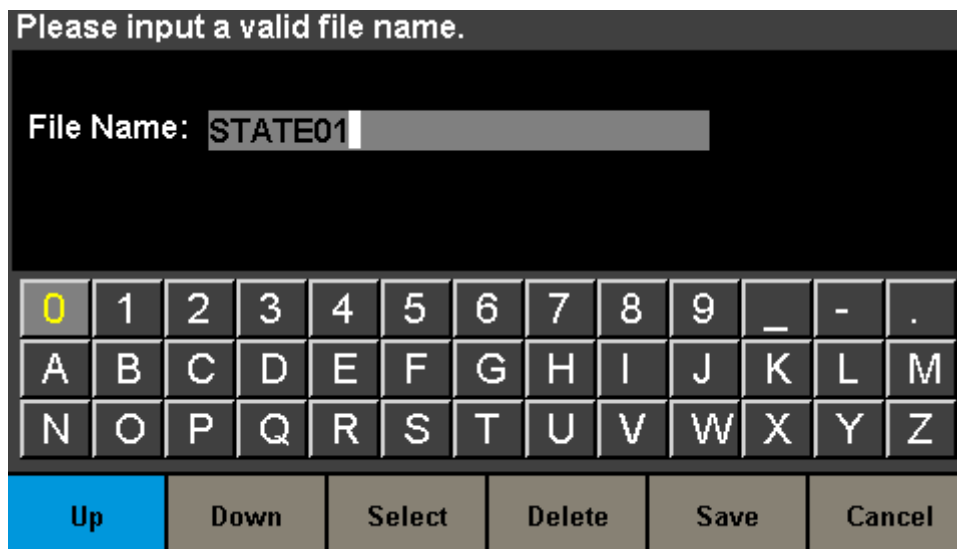 Please input a valid file name.
File Name: STATE01
0 1 2 3 4 5 6 7 8 9 _ - .
A B C D E F G H I J K L M
N O P Q R S T U V W X Y Z
Up Down Select Delete Save Cancel